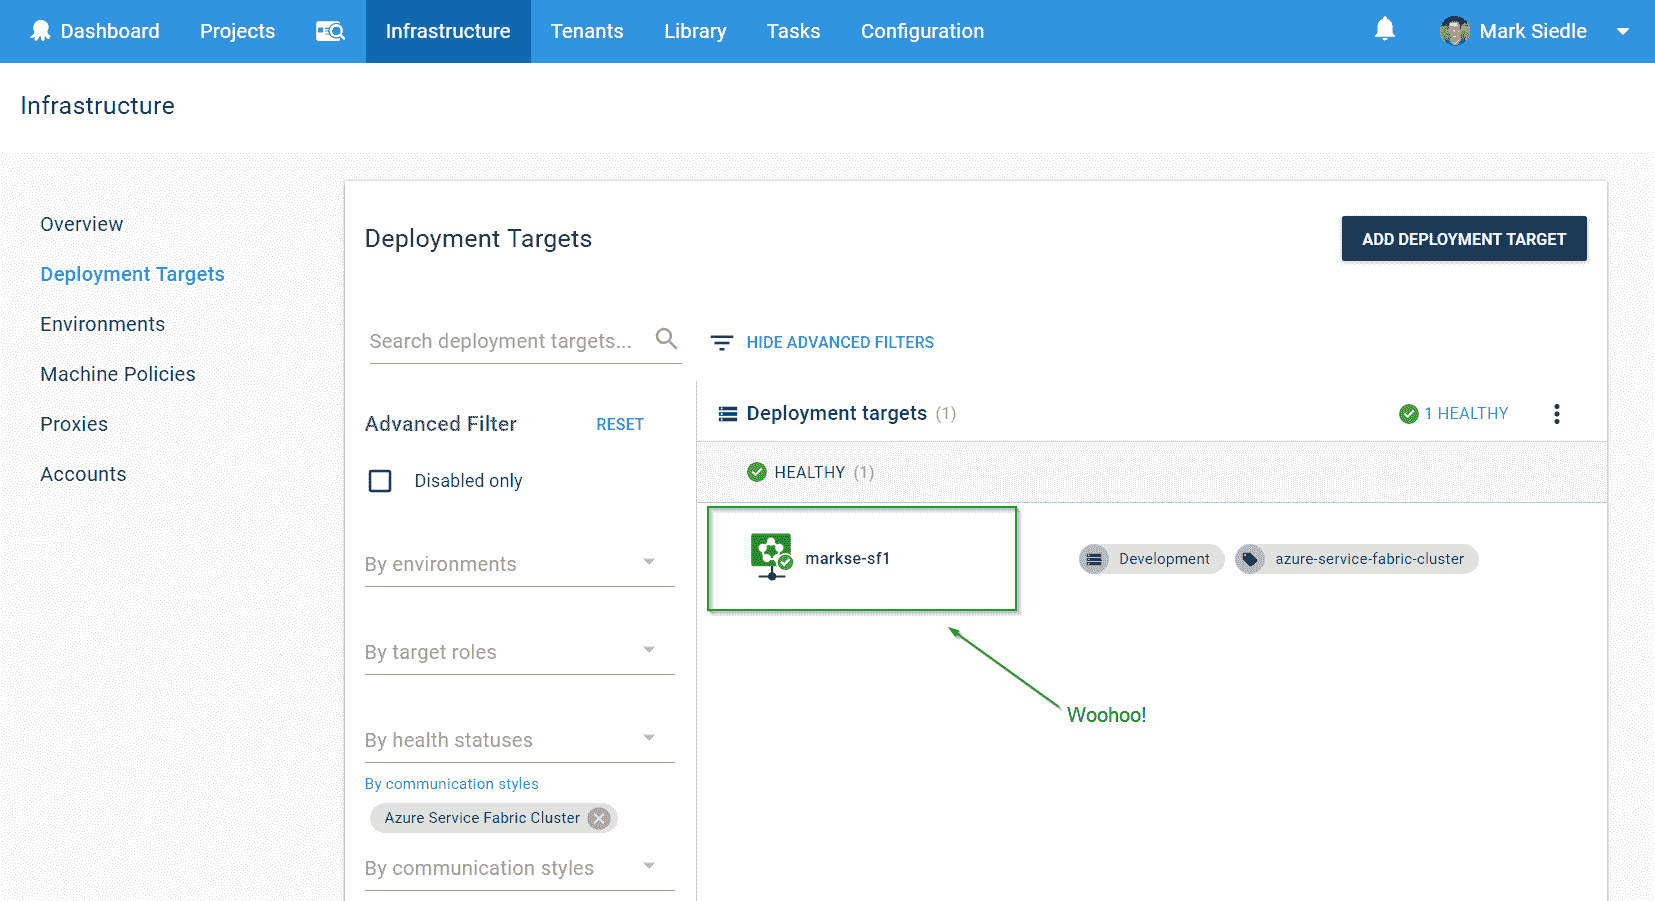 Dashboard Projects Infrastructure Tenants Library Tasks Configuration Mark Siedle
Infrastructure
Overview
Deployment Targets
Environments
Machine Policies
Proxies
Accounts
Deployment Targets
ADD DEPLOYMENT TARGET
Search deployment targets...
HIDE ADVANCED FILTERS
Advanced Filter
RESET
Disabled only
By environments
By target roles
By health statuses
By communication styles
Azure Service Fabric Cluster
By communication styles
Deployment targets (1)
1 HEALTHY
HEALTHY (1)
markse-sf1
Development
azure-service-fabric-cluster
Woohoo!